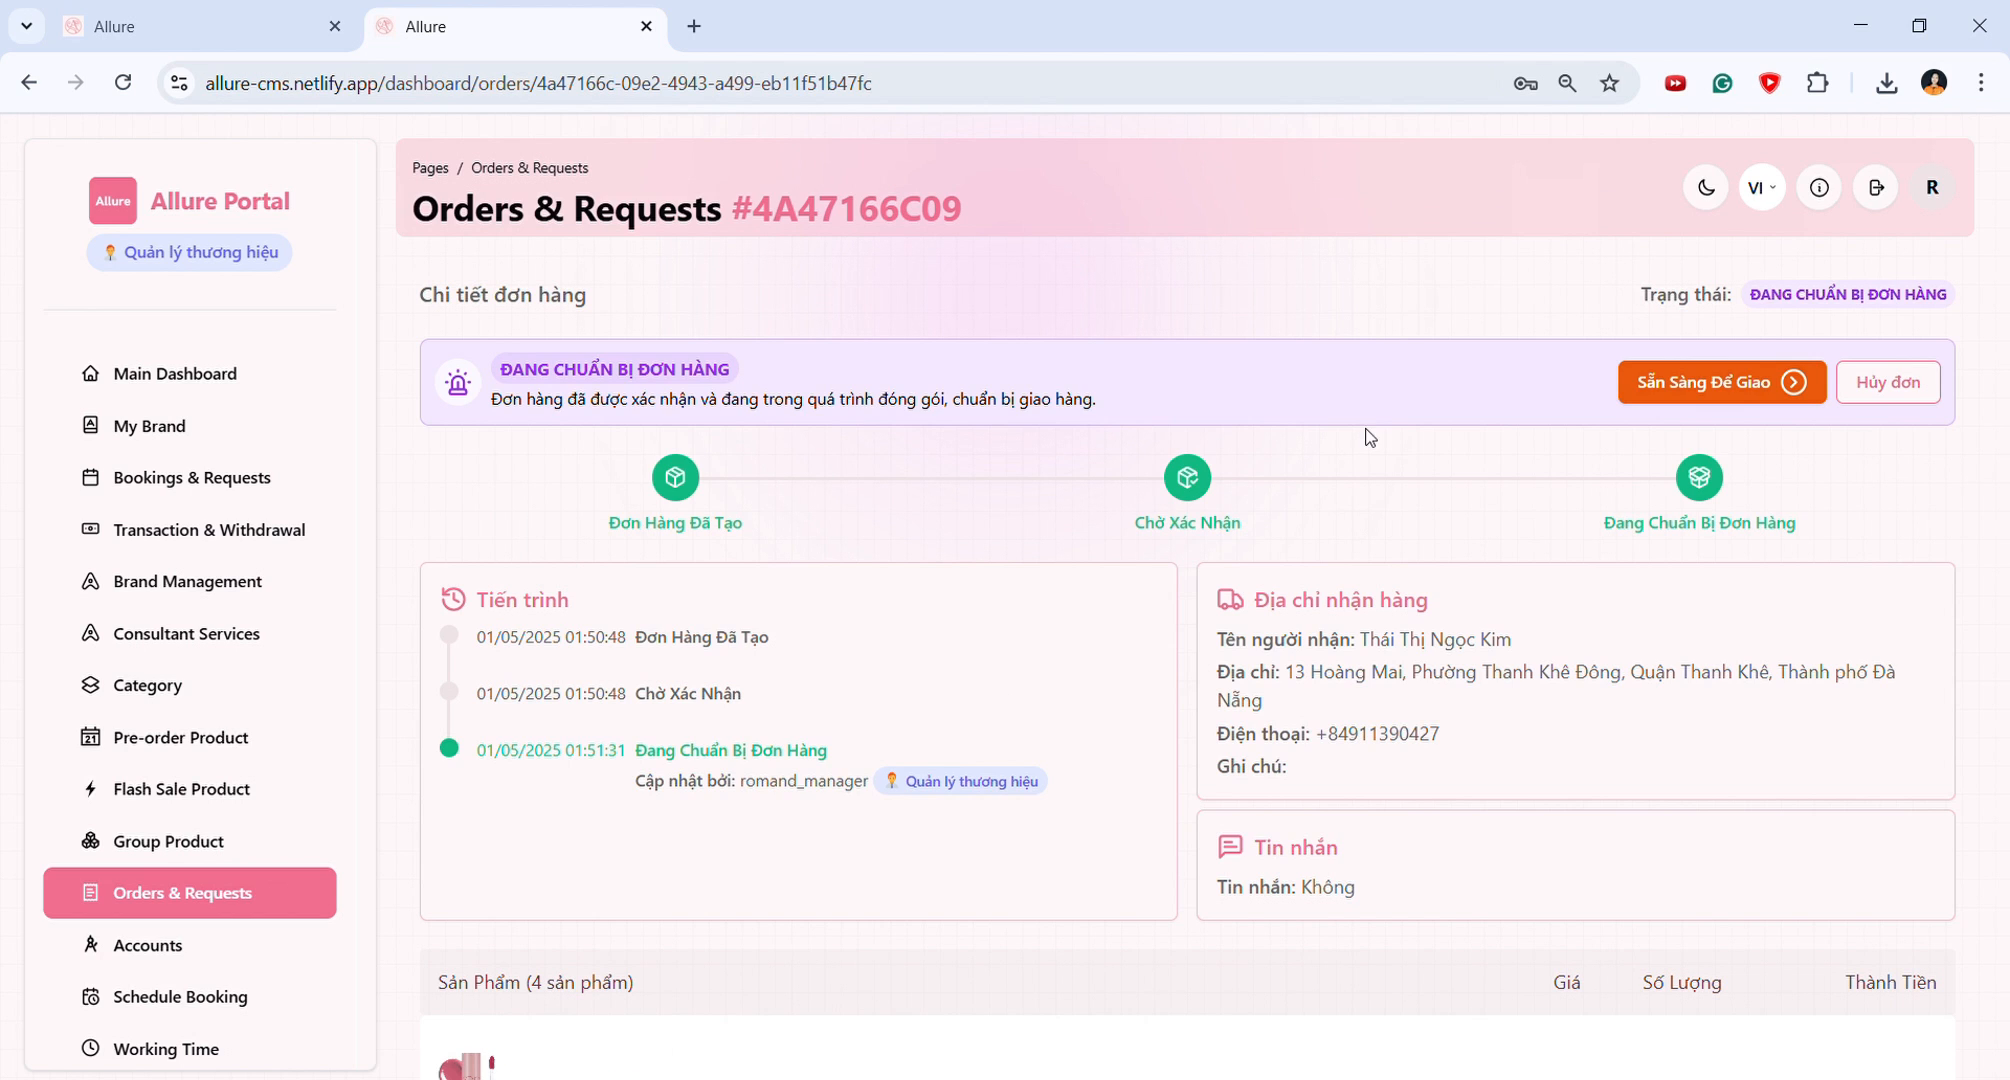 Allure
Allure
allure-cms.netlify.app/dashboard/orders/4a47166c-09e2-4943-a499-eb11f51b47fc
Allure
Allure Portal
Quản lý thương hiệu
Main Dashboard
My Brand
Bookings & Requests
Transaction & Withdrawal
Brand Management
Consultant Services
Category
Pre-order Product
Flash Sale Product
Group Product
Orders & Requests
Accounts
Schedule Booking
Working Time
Pages / Orders & Requests
Orders & Requests #4A47166C09
VI
R
Chi tiết đơn hàng
Trạng thái: ĐANG CHUẨN BỊ ĐƠN HÀNG
ĐANG CHUẨN BỊ ĐƠN HÀNG
Đơn hàng đã được xác nhận và đang trong quá trình đóng gói, chuẩn bị giao hàng.
Sẵn Sàng Để Giao
Hủy đơn
Đơn Hàng Đã Tạo
Chờ Xác Nhận
Đang Chuẩn Bị Đơn Hàng
Tiến trình
01/05/2025 01:50:48 Đơn Hàng Đã Tạo
01/05/2025 01:50:48 Chờ Xác Nhận
01/05/2025 01:51:31 Đang Chuẩn Bị Đơn Hàng
Cập nhật bởi: romand_manager Quản lý thương hiệu
Địa chỉ nhận hàng
Tên người nhận: Thái Thị Ngọc Kim
Địa chỉ: 13 Hoàng Mai, Phường Thanh Khê Đông, Quận Thanh Khê, Thành phố Đà
Nẵng
Điện thoại: +84911390427
Ghi chú:
Tin nhắn
Tin nhắn: Không
Sản Phẩm (4 sản phẩm)
Giá
Số Lượng
Thành Tiền